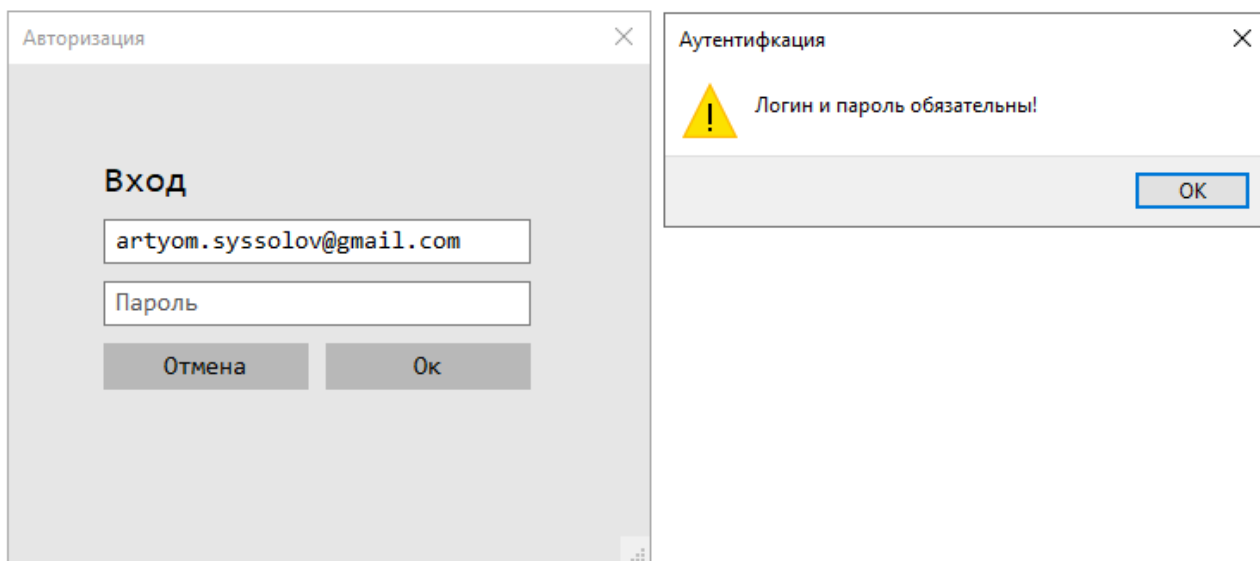 Авторизация
Вход
artyom.syssolov@gmail.com
Пароль
Отмена
Ок
Аутентифкация
Логин и пароль обязательны!
OK